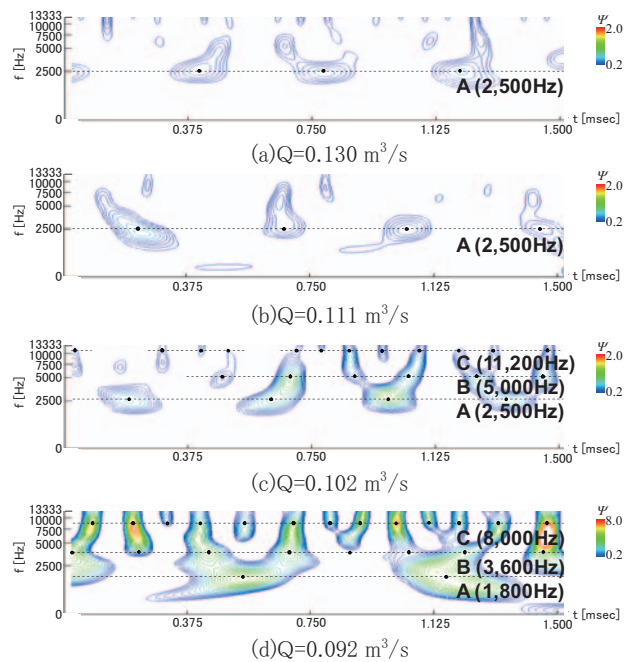 13333
10000
7500
5000
2500
0
f [Hz]
Ψ
2.0
0.2
A (2,500Hz)
0.375
0.750
1.125
1.500
t [msec]
(a)Q=0.130 m³/s
13333
10000
7500
5000
2500
0
f [Hz]
Ψ
2.0
0.2
A (2,500Hz)
0.375
0.750
1.125
1.500
t [msec]
(b)Q=0.111 m³/s
13333
10000
7500
5000
2500
0
f [Hz]
Ψ
2.0
0.2
C (11,200Hz)
B (5,000Hz)
A (2,500Hz)
0.375
0.750
1.125
1.500
t [msec]
(c)Q=0.102 m³/s
13333
10000
7500
5000
2500
0
f [Hz]
Ψ
8.0
0.2
C (8,000Hz)
B (3,600Hz)
A (1,800Hz)
0.375
0.750
1.125
1.500
t [msec]
(d)Q=0.092 m³/s